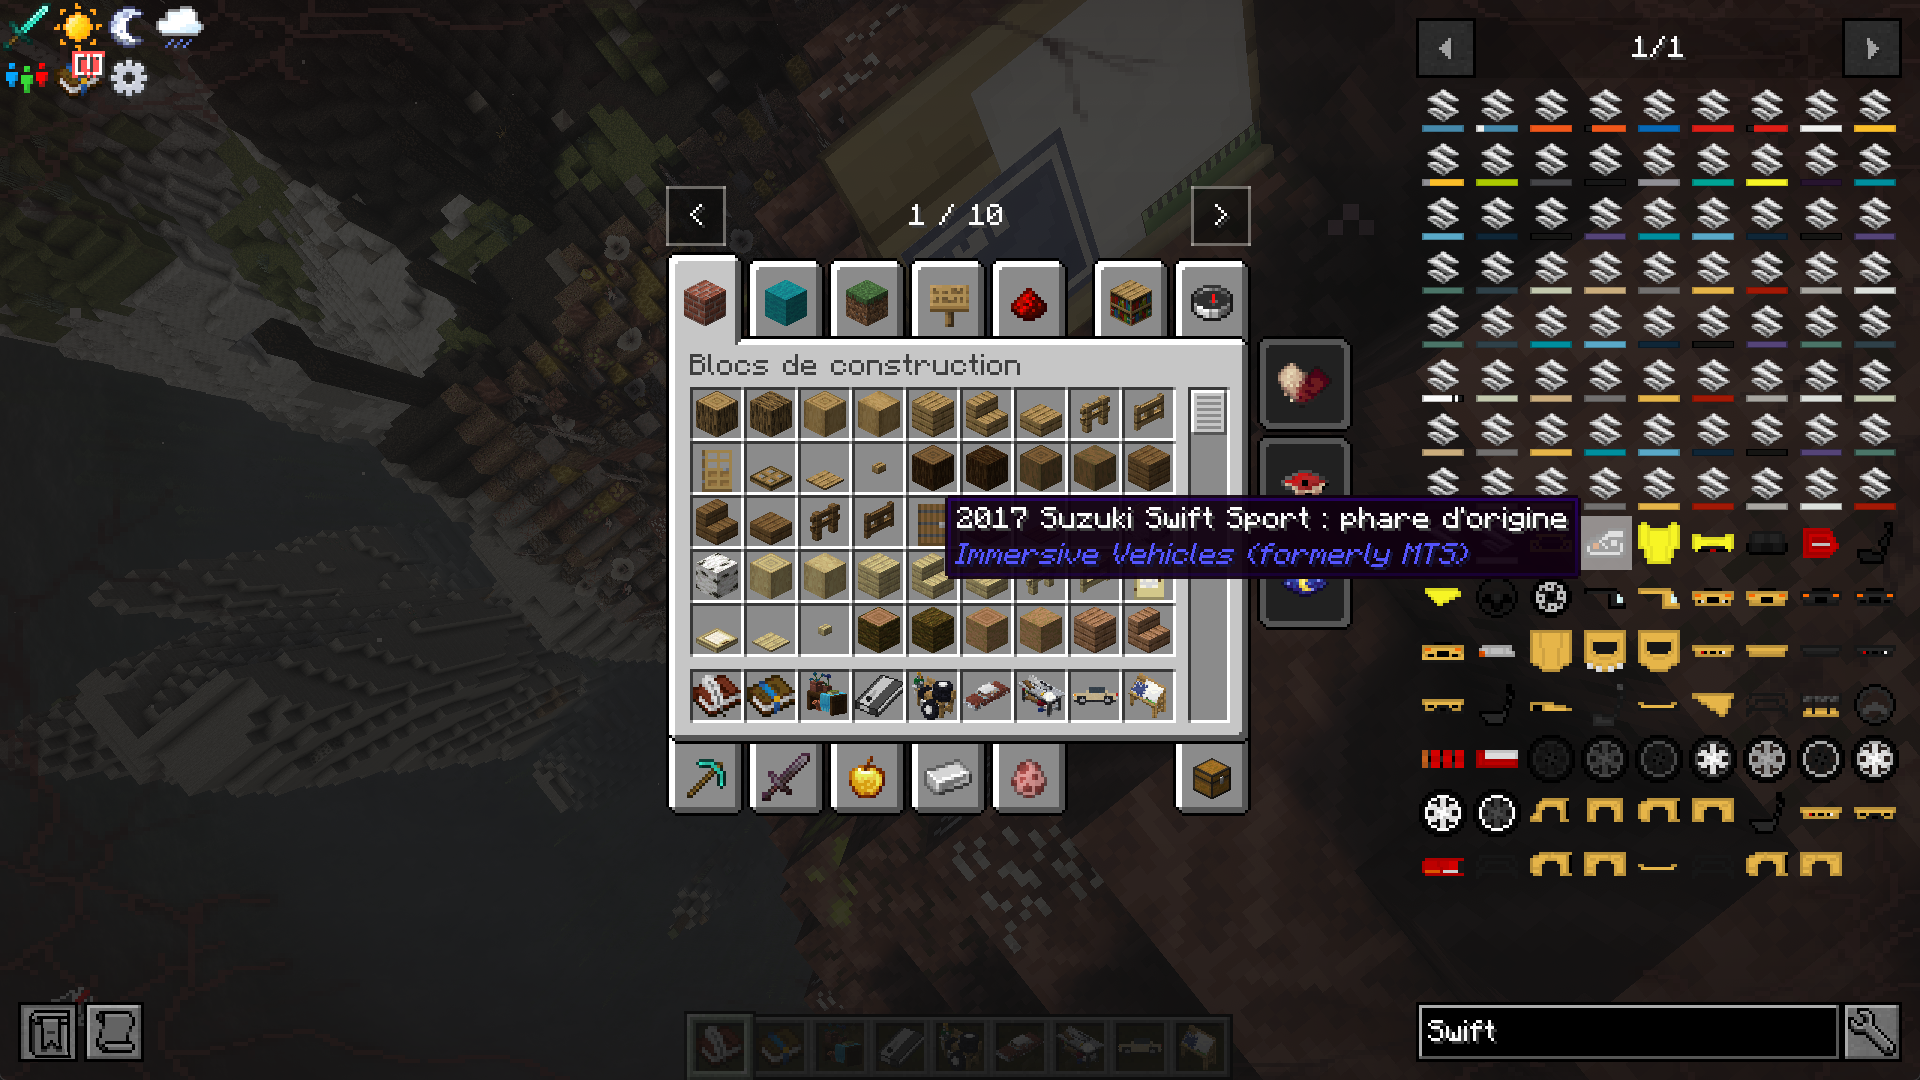 1/1
1 / 10
Blocs de construction
2017 Suzuki Swift Sport : phare d'origine
Immersive Vehicles (formerly MTS)
Swift